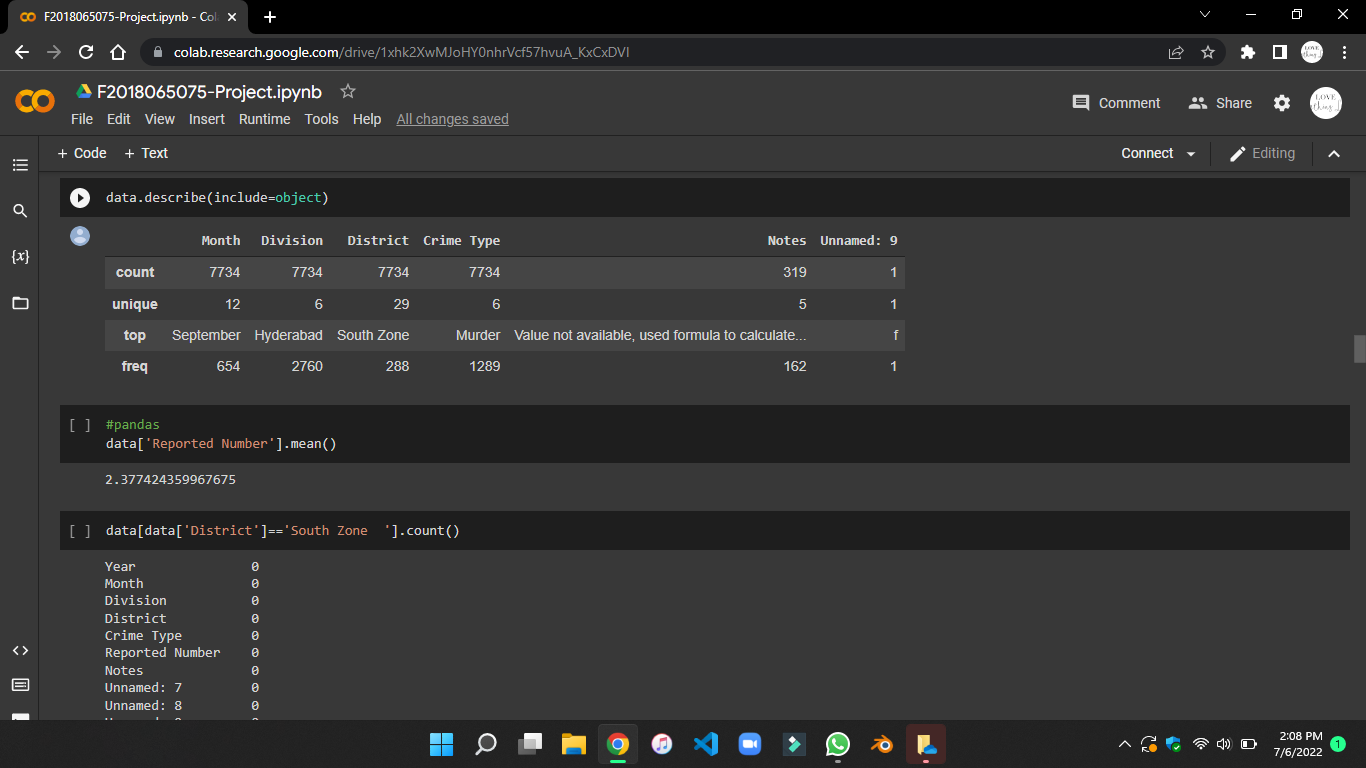 F2018065075-Project.ipynb - Col
colab.research.google.com/drive/1xhk2XwMJoHY0nhrVcf57hvuA_KxCxDVI
F2018065075-Project.ipynb
File Edit View Insert Runtime Tools Help All changes saved
Comment Share
+ Code + Text
Connect Editing
data.describe(include=object)
Month Division District Crime Type Notes Unnamed: 9
count 7734 7734 7734 7734 319 1
unique 12 6 29 6 5 1
top September Hyderabad South Zone Murder Value not available, used formula to calculate... f
freq 654 2760 288 1289 162 1
[ ] #pandas
data['Reported Number'].mean()
2.377424359967675
[ ] data[data['District']=='South Zone  '].count()
Year 0
Month 0
Division 0
District 0
Crime Type 0
Reported Number 0
Notes 0
Unnamed: 7 0
Unnamed: 8 0
{x}
2:08 PM
7/6/2022
1